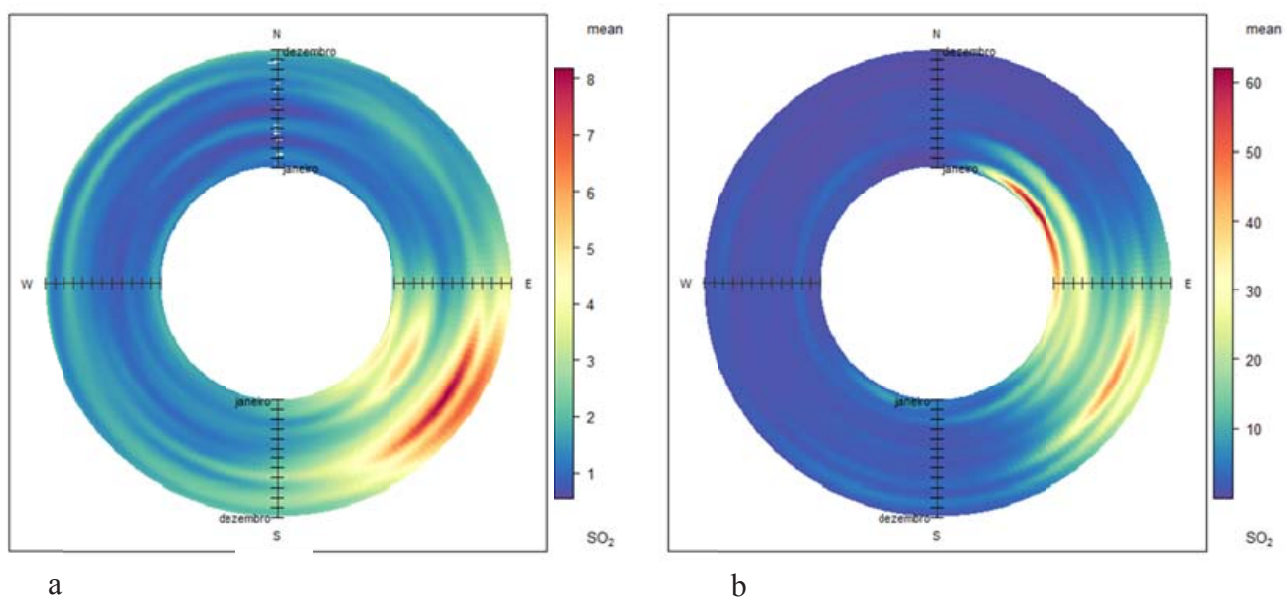 mean
N
dezembro
8
7
6
5
4
3
2
1
janeiro
W
E
janeiro
dezembro
S
SO₂
a
mean
N
dezembro
60
50
40
30
20
10
janeiro
W
E
janeiro
dezembro
S
SO₂
b